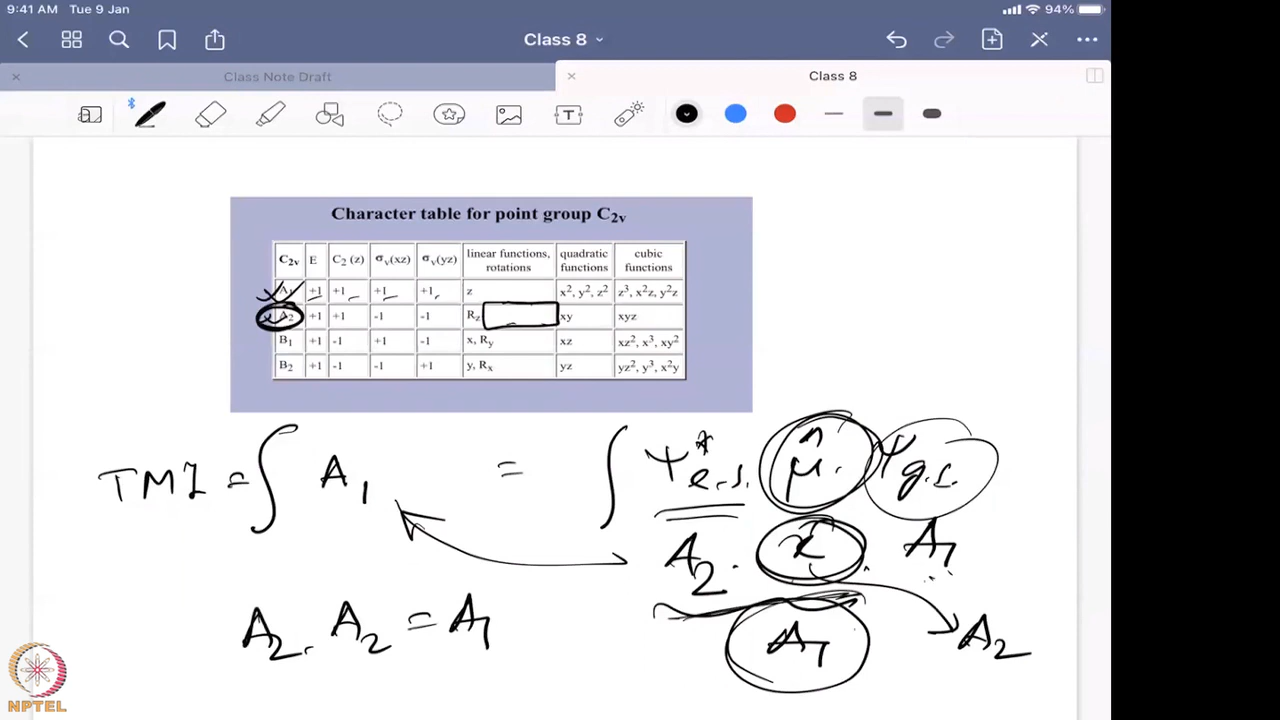 9:41 AM Tue 9 Jan 94%
Class 8
Class Note Draft Class 8
Character table for point group C₂ᵥ
C₂ᵥ E C₂ (z) σᵥ(xz) σᵥ(yz) linear functions, rotations quadratic functions cubic functions
A₁ +1 +1 +1 +1 z x², y², z² z³, x²z, y²z
A₂ +1 +1 -1 -1 R_z xy xyz
B₁ +1 -1 +1 -1 x, R_y xz xz², x³, xy²
B₂ +1 -1 -1 +1 y, Rₓ yz yz², y³, x²y
TMI = ∫ A₁ = ∫ Ψ*e.s. μ̂. Ψg.s.
A₂ . x̂ . A₁
A₂ . A₂ = A₁ A₁ A₂
NPTEL